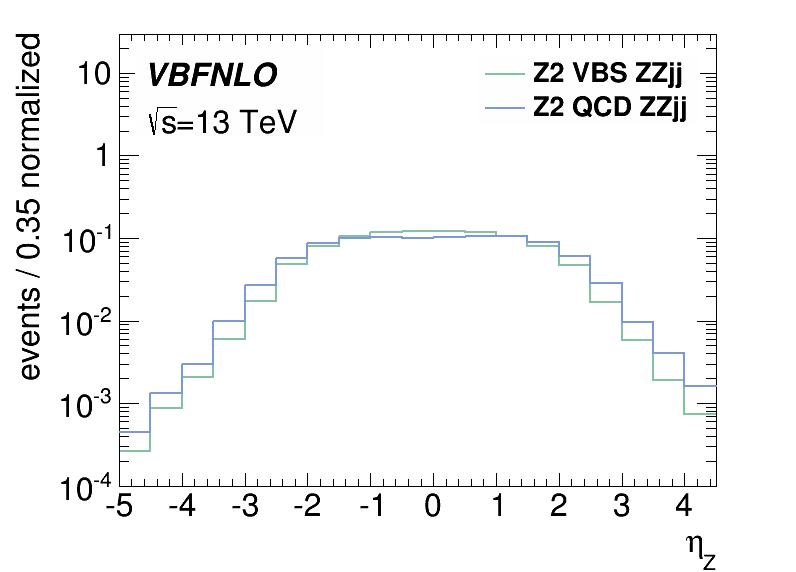 VBFNLO
√s=13 TeV
Z2 VBS ZZjj
Z2 QCD ZZjj
events / 0.35 normalized
10
1
10^-1
10^-2
10^-3
10^-4
-5 -4 -3 -2 -1 0 1 2 3 4
η_Z